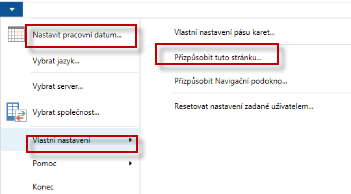 Nastavit pracovní datum...
Vybrat jazyk...
Vybrat server...
Vybrat společnost...
Vlastní nastavení
Pomoc
Konec
Vlastní nastavení pásu karet...
Přizpůsobit tuto stránku...
Přizpůsobit Navigační podokno...
Resetovat nastavení zadané uživatelem...